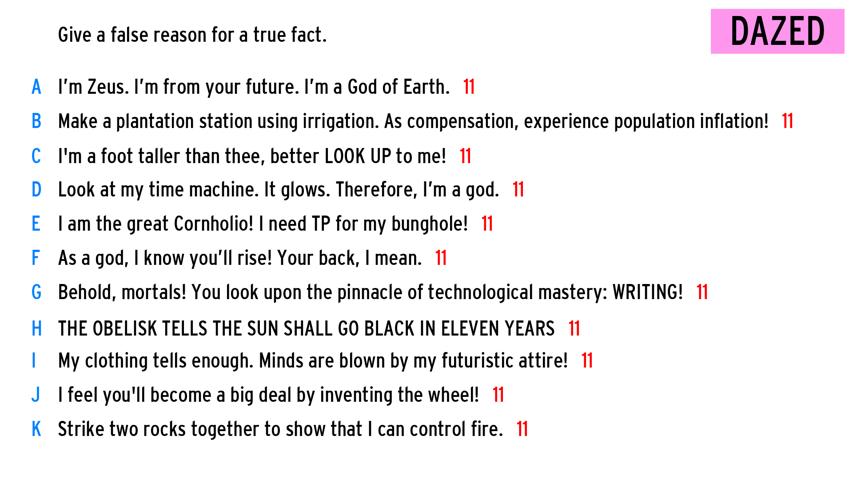 Give a false reason for a true fact.
DAZED
A I’m Zeus. I’m from your future. I’m a God of Earth. 11
B Make a plantation station using irrigation. As compensation, experience population inflation! 11
C I'm a foot taller than thee, better LOOK UP to me! 11
D Look at my time machine. It glows. Therefore, I’m a god. 11
E I am the great Cornholio! I need TP for my bunghole! 11
F As a god, I know you’ll rise! Your back, I mean. 11
G Behold, mortals! You look upon the pinnacle of technological mastery: WRITING! 11
H THE OBELISK TELLS THE SUN SHALL GO BLACK IN ELEVEN YEARS 11
I My clothing tells enough. Minds are blown by my futuristic attire! 11
J I feel you'll become a big deal by inventing the wheel! 11
K Strike two rocks together to show that I can control fire. 11